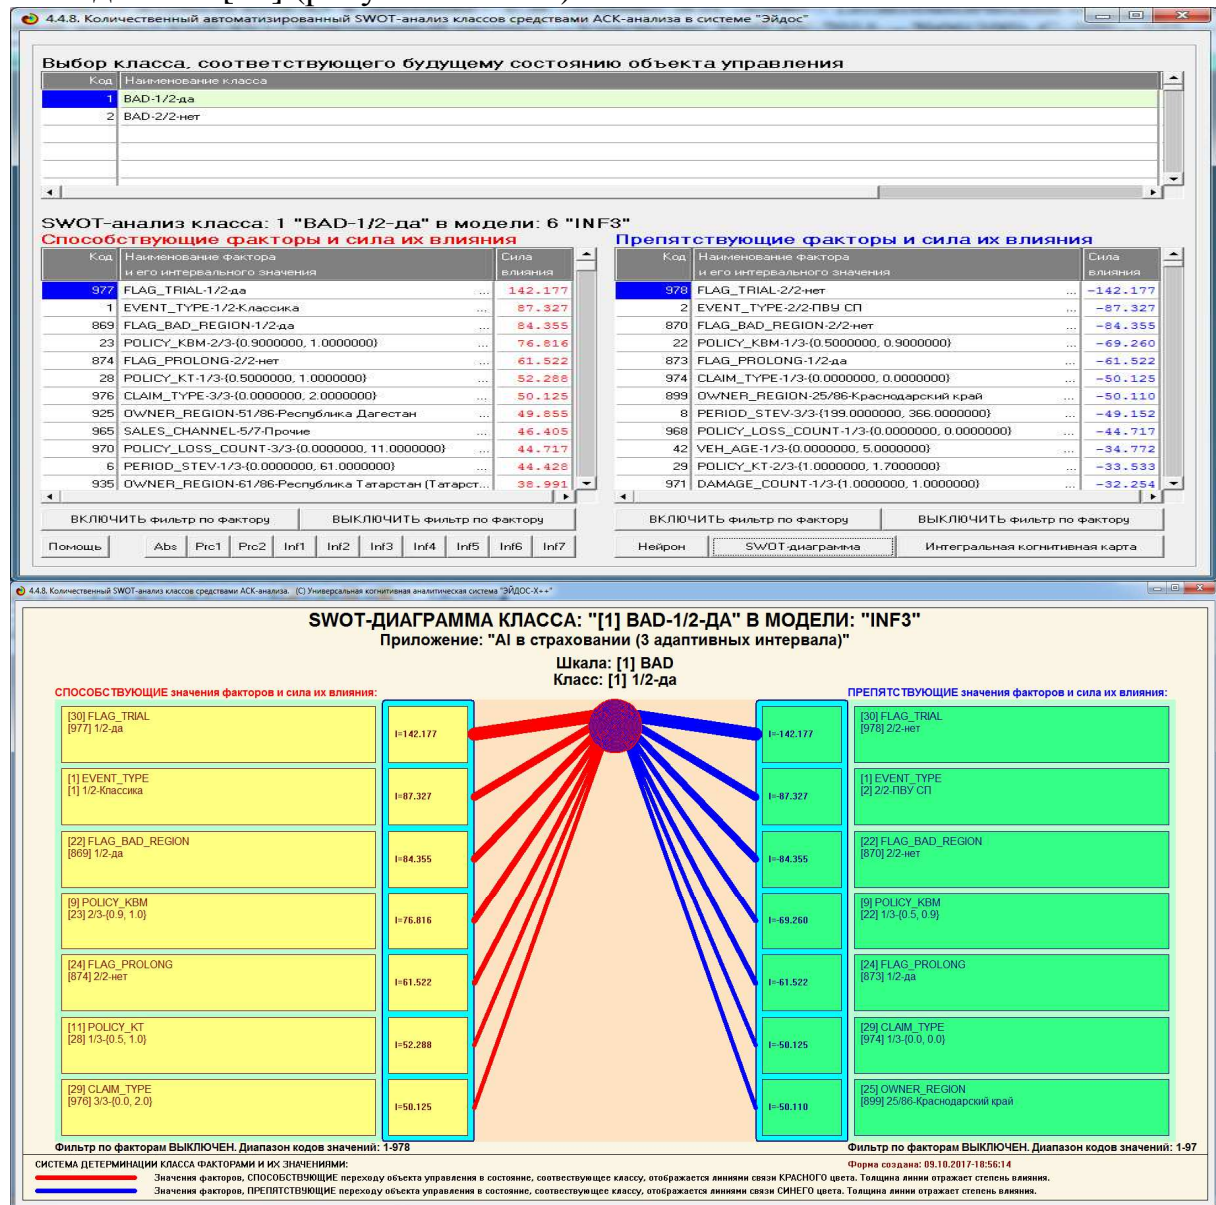 4.4.8. Количественный автоматизированный SWOT-анализ классов средствами АСК-анализа в системе "Эйдос"
Выбор класса, соответствующего будущему состоянию объекта управления
Код Наименование класса
1 BAD-1/2-да
2 BAD-2/2-нет
SWOT-анализ класса: 1 "BAD-1/2-да" в модели: 6 "INF3"
Способствующие факторы и сила их влияния
Код Наименование фактора и его интервального значения Сила влияния
977 FLAG_TRIAL-1/2-да ... 142.177
1 EVENT_TYPE-1/2-Классика ... 87.327
869 FLAG_BAD_REGION-1/2-да ... 84.355
23 POLICY_KBM-2/3-{0.9000000, 1.0000000} ... 76.816
874 FLAG_PROLONG-2/2-нет ... 61.522
28 POLICY_KT-1/3-{0.5000000, 1.0000000} ... 52.288
976 CLAIM_TYPE-3/3-{0.0000000, 2.0000000} ... 50.125
925 OWNER_REGION-51/86-Республика Дагестан ... 49.855
965 SALES_CHANNEL-5/7-Прочие ... 46.405
970 POLICY_LOSS_COUNT-3/3-{0.0000000, 11.0000000} ... 44.717
6 PERIOD_STEV-1/3-{0.0000000, 61.0000000} ... 44.428
935 OWNER_REGION-61/86-Республика Татарстан (Татарст... 38.991
Препятствующие факторы и сила их влияния
Код Наименование фактора и его интервального значения Сила влияния
978 FLAG_TRIAL-2/2-нет ... -142.177
2 EVENT_TYPE-2/2-ПВУ СП ... -87.327
870 FLAG_BAD_REGION-2/2-нет ... -84.355
22 POLICY_KBM-1/3-{0.5000000, 0.9000000} ... -69.260
873 FLAG_PROLONG-1/2-да ... -61.522
974 CLAIM_TYPE-1/3-{0.0000000, 0.0000000} ... -50.125
899 OWNER_REGION-25/86-Краснодарский край ... -50.110
8 PERIOD_STEV-3/3-{199.0000000, 366.0000000} ... -49.152
968 POLICY_LOSS_COUNT-1/3-{0.0000000, 0.0000000} ... -44.717
42 VEH_AGE-1/3-{0.0000000, 5.0000000} ... -34.772
29 POLICY_KT-2/3-{1.0000000, 1.7000000} ... -33.533
971 DAMAGE_COUNT-1/3-{1.0000000, 1.0000000} ... -32.254
ВКЛЮЧИТЬ фильтр по фактору ВЫКЛЮЧИТЬ фильтр по фактору ВКЛЮЧИТЬ фильтр по фактору ВЫКЛЮЧИТЬ фильтр по фактору
Помощь Abs Prc1 Prc2 Inf1 Inf2 Inf3 Inf4 Inf5 Inf6 Inf7 Нейрон SWOT-диаграмма Интегральная когнитивная карта
4.4.8. Количественный SWOT-анализ классов средствами АСК-анализа. (C) Универсальная когнитивная аналитическая система "ЭЙДОС-X++"
SWOT-ДИАГРАММА КЛАССА: "[1] BAD-1/2-ДА" В МОДЕЛИ: "INF3"
Приложение: "AI в страховании (3 адаптивных интервала)"
Шкала: [1] BAD
Класс: [1] 1/2-да
СПОСОБСТВУЮЩИЕ значения факторов и сила их влияния:
[30] FLAG_TRIAL
[977] 1/2-да
I=142.177
[1] EVENT_TYPE
[1] 1/2-Классика
I=87.327
[22] FLAG_BAD_REGION
[869] 1/2-да
I=84.355
[9] POLICY_KBM
[23] 2/3-{0.9, 1.0}
I=76.816
[24] FLAG_PROLONG
[874] 2/2-нет
I=61.522
[11] POLICY_KT
[28] 1/3-{0.5, 1.0}
I=52.288
[29] CLAIM_TYPE
[976] 3/3-{0.0, 2.0}
I=50.125
ПРЕПЯТСТВУЮЩИЕ значения факторов и сила их влияния:
I=-142.177
[30] FLAG_TRIAL
[978] 2/2-нет
I=-87.327
[1] EVENT_TYPE
[2] 2/2-ПВУ СП
I=-84.355
[22] FLAG_BAD_REGION
[870] 2/2-нет
I=-69.260
[9] POLICY_KBM
[22] 1/3-{0.5, 0.9}
I=-61.522
[24] FLAG_PROLONG
[873] 1/2-да
I=-50.125
[29] CLAIM_TYPE
[974] 1/3-{0.0, 0.0}
I=-50.110
[25] OWNER_REGION
[899] 25/86-Краснодарский край
Фильтр по факторам ВЫКЛЮЧЕН. Диапазон кодов значений: 1-978
Фильтр по факторам ВЫКЛЮЧЕН. Диапазон кодов значений: 1-97
СИСТЕМА ДЕТЕРМИНАЦИИ КЛАССА ФАКТОРАМИ И ИХ ЗНАЧЕНИЯМИ:
Форма создана: 09.10.2017-18:56:14
Значения факторов, СПОСОБСТВУЮЩИЕ переходу объекта управления в состояние, соответствующее классу, отображается линиями связи КРАСНОГО цвета. Толщина линии отражает степень влияния.
Значения факторов, ПРЕПЯТСТВУЮЩИЕ переходу объекта управления в состояние, соответствующее классу, отображается линиями связи СИНЕГО цвета. Толщина линии отражает степень влияния.